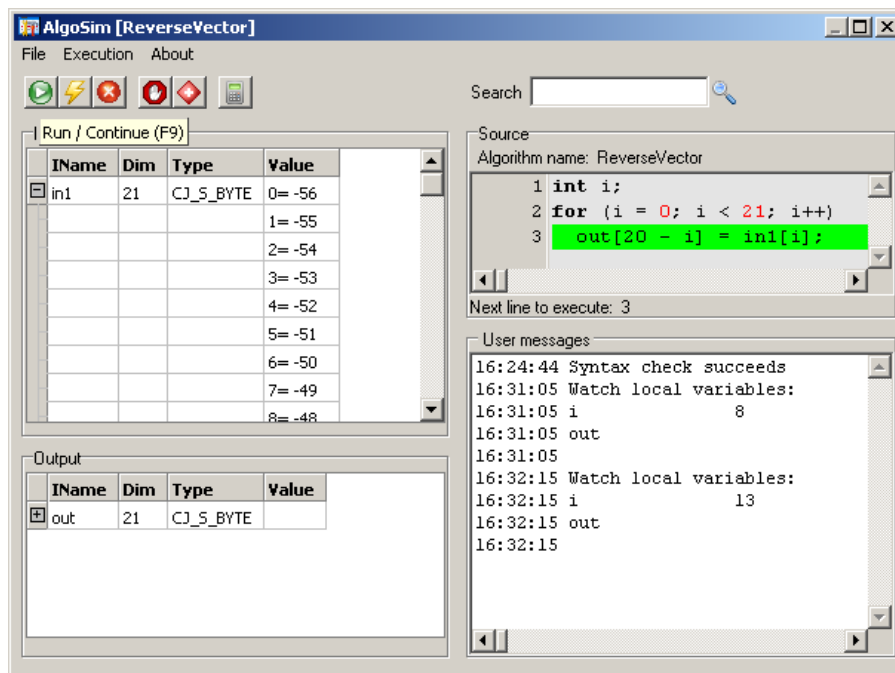 AlgoSim [ReverseVector]
File Execution About
Search
Run / Continue (F9)
IName Dim Type Value
in1 21 CJ_S_BYTE 0= -56
1= -55
2= -54
3= -53
4= -52
5= -51
6= -50
7= -49
8= -48
Output
IName Dim Type Value
out 21 CJ_S_BYTE
Source
Algorithm name: ReverseVector
1 int i;
2 for (i = 0; i < 21; i++)
3 out[20 - i] = in1[i];
Next line to execute: 3
User messages
16:24:44 Syntax check succeeds
16:31:05 Watch local variables:
16:31:05 i 8
16:31:05 out
16:31:05
16:32:15 Watch local variables:
16:32:15 i 13
16:32:15 out
16:32:15